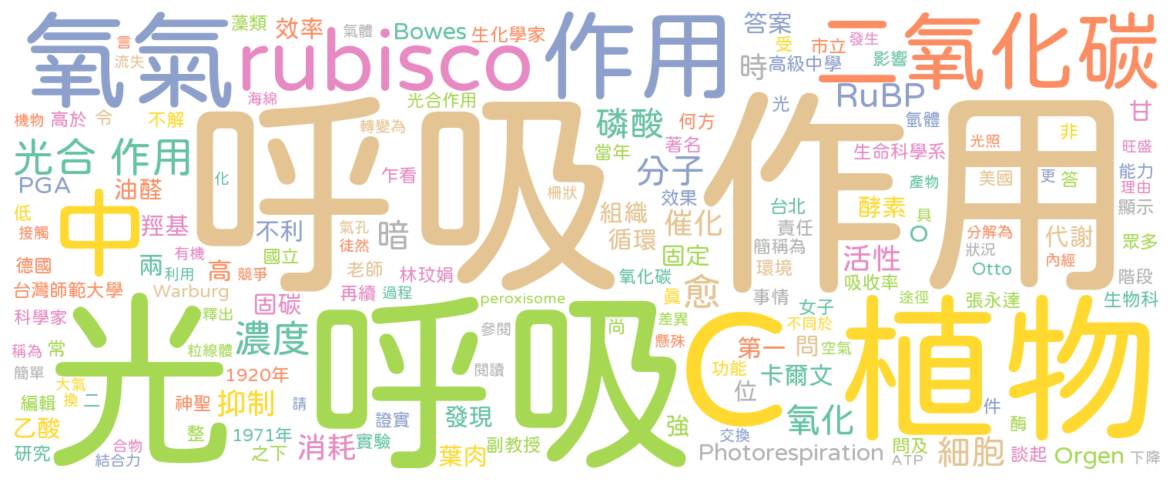 氧氣
rubisco
作用
二氧化碳
呼吸作用
光呼吸
C
植物
中
藻類
效率
氣體
Bowes
生化學家
答案
受
市立
發生
影響
言
流失
海綿
光合作用
時
高級中學
RuBP
光
氫體
甘
機物
高於
令
不解
轉變為
磷酸
何方
著名
生命科學系
非
光照
旺盛
光合 作用
當年
分子
乍看
美國
更
答
能力
理由
PGA
油醛
化
柵狀
效果
產物
顯示
低
接觸
羥基
不利
氣孔
徒然
暗
組織
循環
催化
台北
責任
酵素
具
O
分解為
代謝
眾多
德國
有機
利用
兩
高
國立
競爭
老師
林玟娟
固定
簡稱為
環境
活性
狀況
Otto
內經
階段
台灣師範大學
Warburg
固碳
再續
過程
氧化碳
真
愈
事情
吸收率
張永達
生物科
科學家
釋出
peroxisome
女子
途徑
稱為
常
粒線體
濃度
參閱
尚
差異
懸殊
第一
不同於
問
空氣
簡單
大氣
換
二
1920年
閱讀
功能
位
卡爾文
編輯
神聖
抑制
請
證實
發現
強
氧化
件
酶
乙酸
整
1971年
消耗
實驗
副教授
交換
問及
細胞
研究
合物
結合力
之下
葉肉
Photorespiration
ATP
談起
Orgen
下降